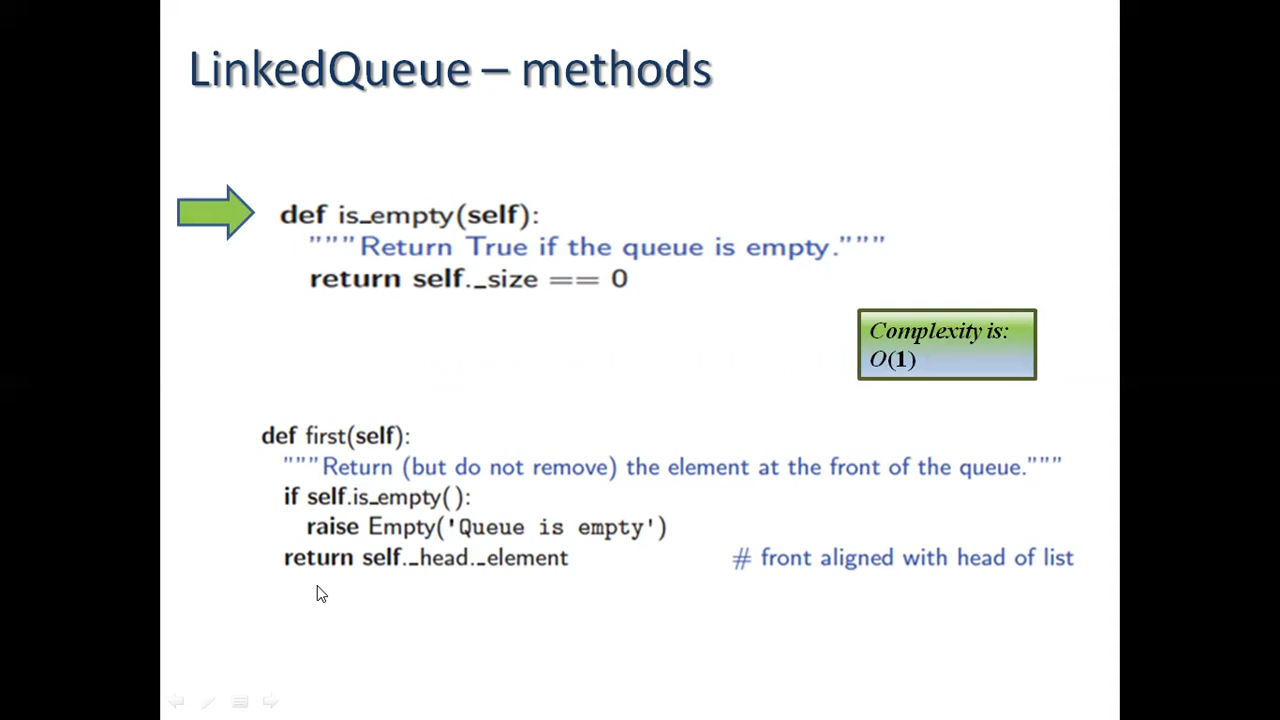 LinkedQueue – methods
def is_empty(self):
"""Return True if the queue is empty."""
return self._size == 0
Complexity is:
O(1)
def first(self):
"""Return (but do not remove) the element at the front of the queue."""
if self.is_empty():
raise Empty('Queue is empty')
return self._head._element # front aligned with head of list